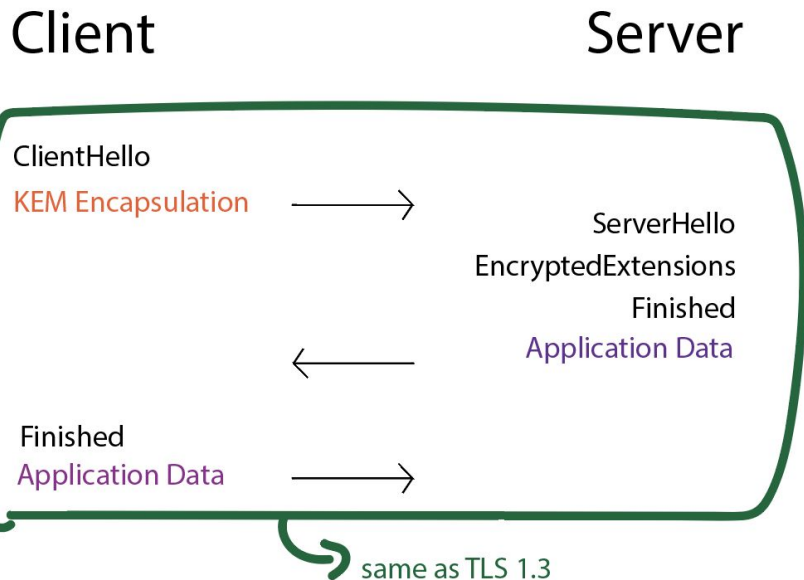 Client
Server
ClientHello
KEM Encapsulation
ServerHello
EncryptedExtensions
Finished
Application Data
Finished
Application Data
same as TLS 1.3